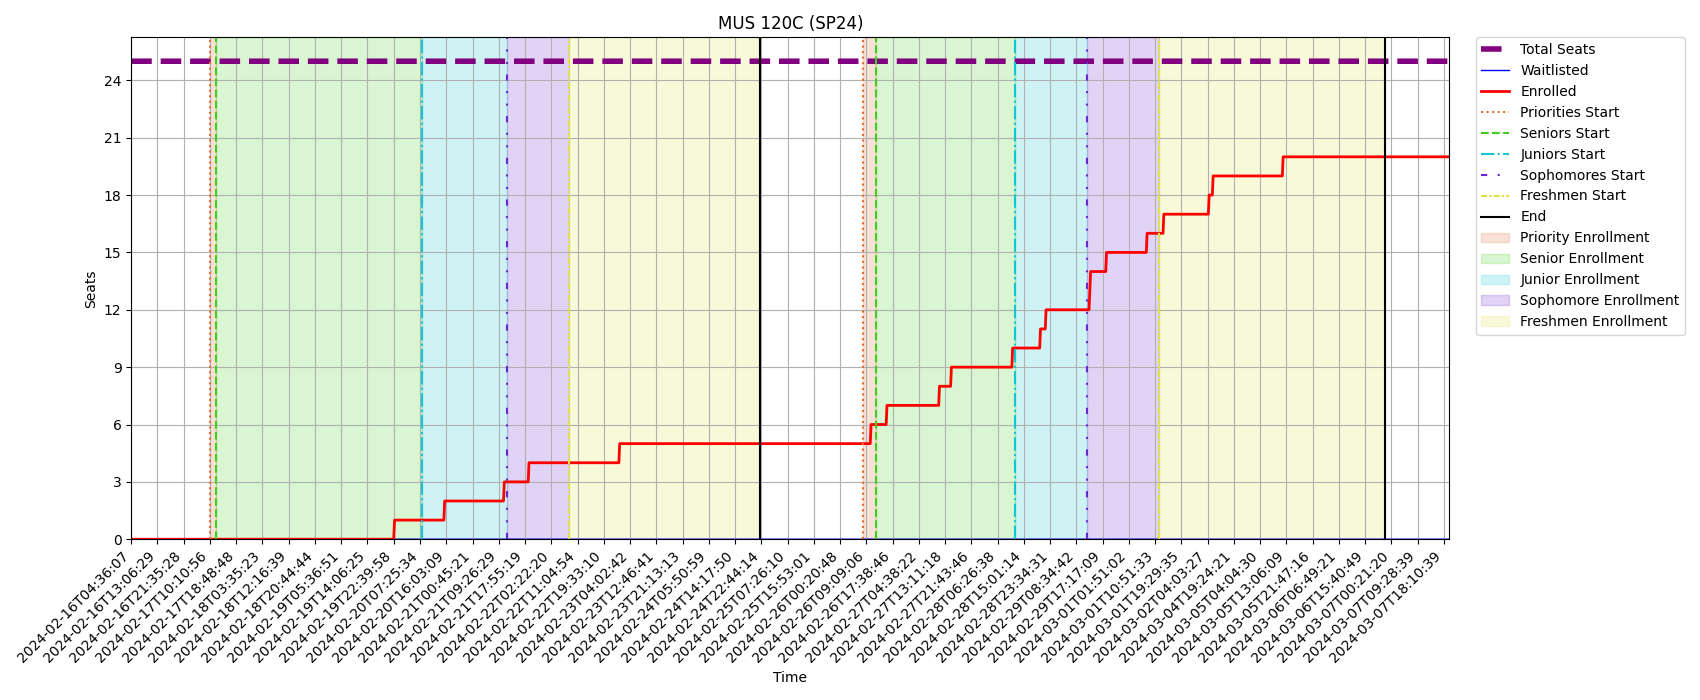 MUS 120C (SP24)
Seats
24
21
18
15
12
9
6
3
0
2024-02-16T04:36:07
2024-02-16T13:06:29
2024-02-16T21:35:28
2024-02-17T10:10:56
2024-02-17T18:48:48
2024-02-18T03:35:23
2024-02-18T12:16:39
2024-02-18T20:44:44
2024-02-19T05:36:51
2024-02-19T14:06:25
2024-02-19T22:39:58
2024-02-20T07:25:34
2024-02-20T16:03:09
2024-02-21T00:45:21
2024-02-21T09:26:29
2024-02-21T17:55:19
2024-02-22T02:22:20
2024-02-22T11:04:54
2024-02-22T19:33:10
2024-02-23T04:02:42
2024-02-23T12:46:41
2024-02-23T21:13:13
2024-02-24T05:50:59
2024-02-24T14:17:50
2024-02-24T22:44:14
2024-02-25T07:26:10
2024-02-25T15:53:01
2024-02-26T00:20:48
2024-02-26T09:09:06
2024-02-26T17:38:46
2024-02-27T04:38:22
2024-02-27T13:11:18
2024-02-27T21:43:46
2024-02-28T06:26:38
2024-02-28T15:01:14
2024-02-28T23:34:31
2024-02-29T08:34:42
2024-02-29T17:17:09
2024-03-01T01:51:02
2024-03-01T10:51:33
2024-03-01T19:29:35
2024-03-02T04:03:27
2024-03-04T19:24:21
2024-03-05T04:04:30
2024-03-05T13:06:09
2024-03-05T21:47:16
2024-03-06T06:49:21
2024-03-06T15:40:49
2024-03-07T00:21:20
2024-03-07T09:28:39
2024-03-07T18:10:39
Time
Total Seats
Waitlisted
Enrolled
Priorities Start
Seniors Start
Juniors Start
Sophomores Start
Freshmen Start
End
Priority Enrollment
Senior Enrollment
Junior Enrollment
Sophomore Enrollment
Freshmen Enrollment